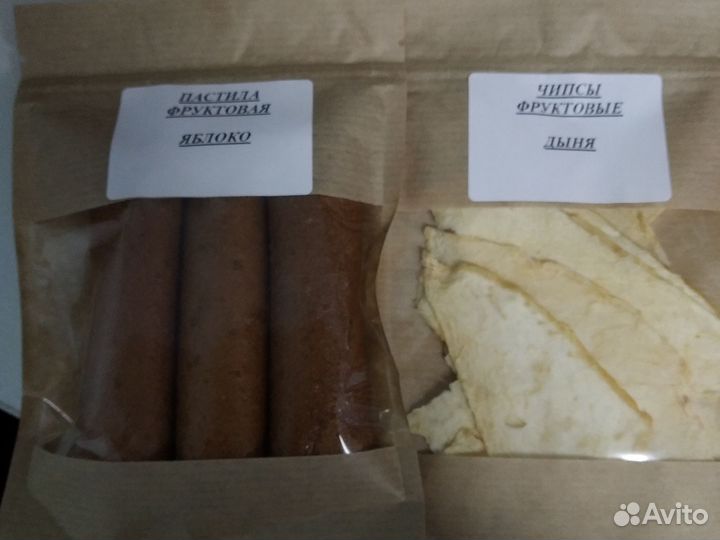 ПАСТИЛА
ФРУКТОВАЯ
ЯБЛОКО
ЧИПСЫ
ФРУКТОВЫЕ
ДЫНЯ
Avito